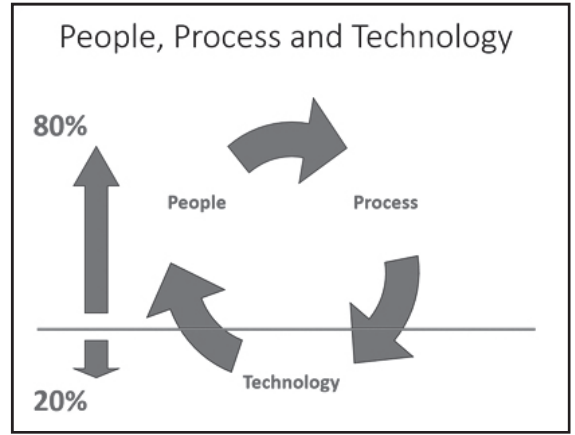 People, Process and Technology
80%
People
Process
Technology
20%